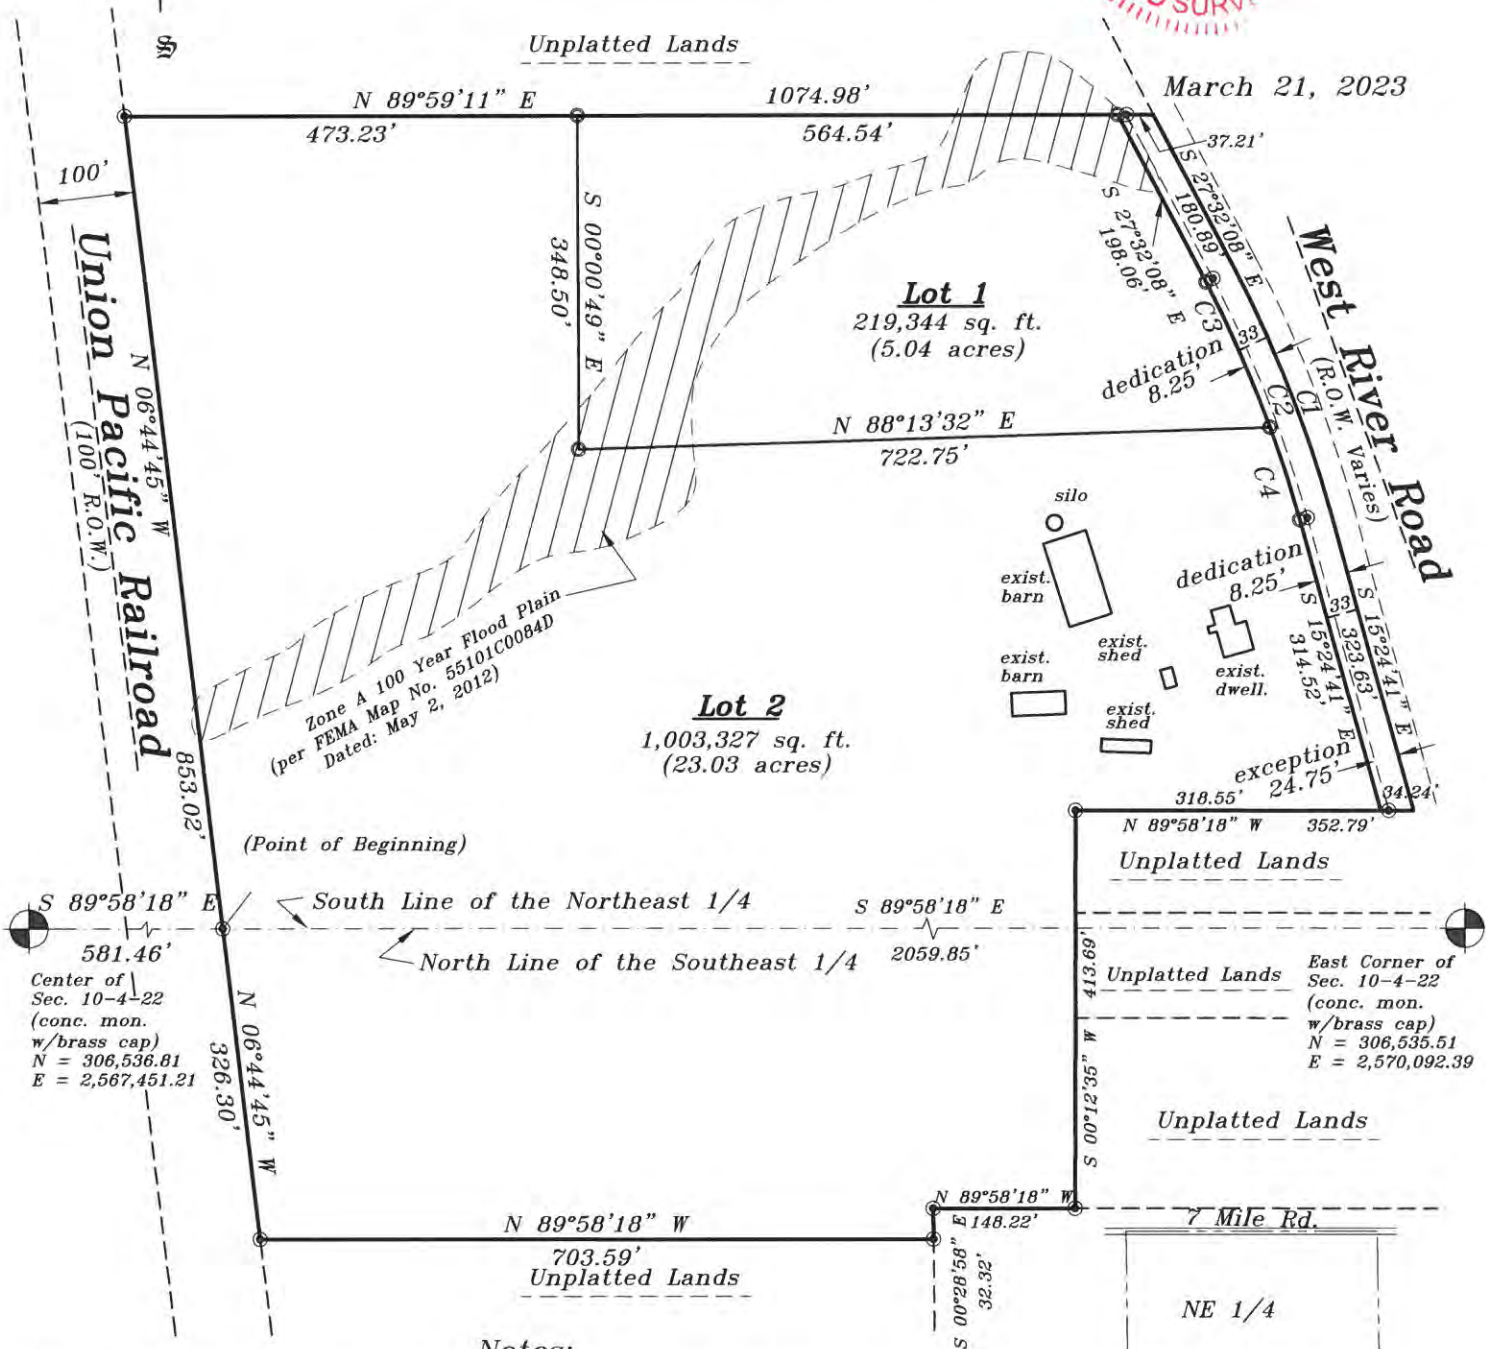 SURV
Unplatted Lands
March 21, 2023
N 89°59'11" E
1074.98'
473.23'
564.54'
37.21'
100'
S 27°32'08" E
180.89'
S 27°32'08" E
198.06'
S 00°00'49" E
348.50'
Union Pacific Railroad
(100' R.O.W.)
N 06°44'45" W
853.02'
West River Road
(R.O.W. Varies)
Lot 1
219,344 sq. ft.
(5.04 acres)
C3
33'
dedication
8.25'
C2
C1
N 88°13'32" E
722.75'
C4
silo
exist.
barn
dedication
8.25'
33'
S 15°24'41" E
323.63'
S 15°24'41" E
314.52'
exist.
shed
exist.
barn
exist.
dwell.
exist.
shed
Zone A 100 Year Flood Plain
(per FEMA Map No. 55101C0084D
Dated: May 2, 2012)
Lot 2
1,003,327 sq. ft.
(23.03 acres)
exception
24.75'
318.55'
34.24'
N 89°58'18" W
352.79'
(Point of Beginning)
Unplatted Lands
S 89°58'18" E
581.46'
South Line of the Northeast 1/4
S 89°58'18" E
2059.85'
North Line of the Southeast 1/4
Center of
Sec. 10-4-22
(conc. mon.
w/brass cap)
N = 306,536.81
E = 2,567,451.21
N 06°44'45" W
326.30'
413.69'
S 00°12'35" W
Unplatted Lands
East Corner of
Sec. 10-4-22
(conc. mon.
w/brass cap)
N = 306,535.51
E = 2,570,092.39
Unplatted Lands
N 89°58'18" W
148.22'
7 Mile Rd.
N 89°58'18" W
703.59'
Unplatted Lands
S 00°28'58" E
32.32'
NE 1/4
Notes: